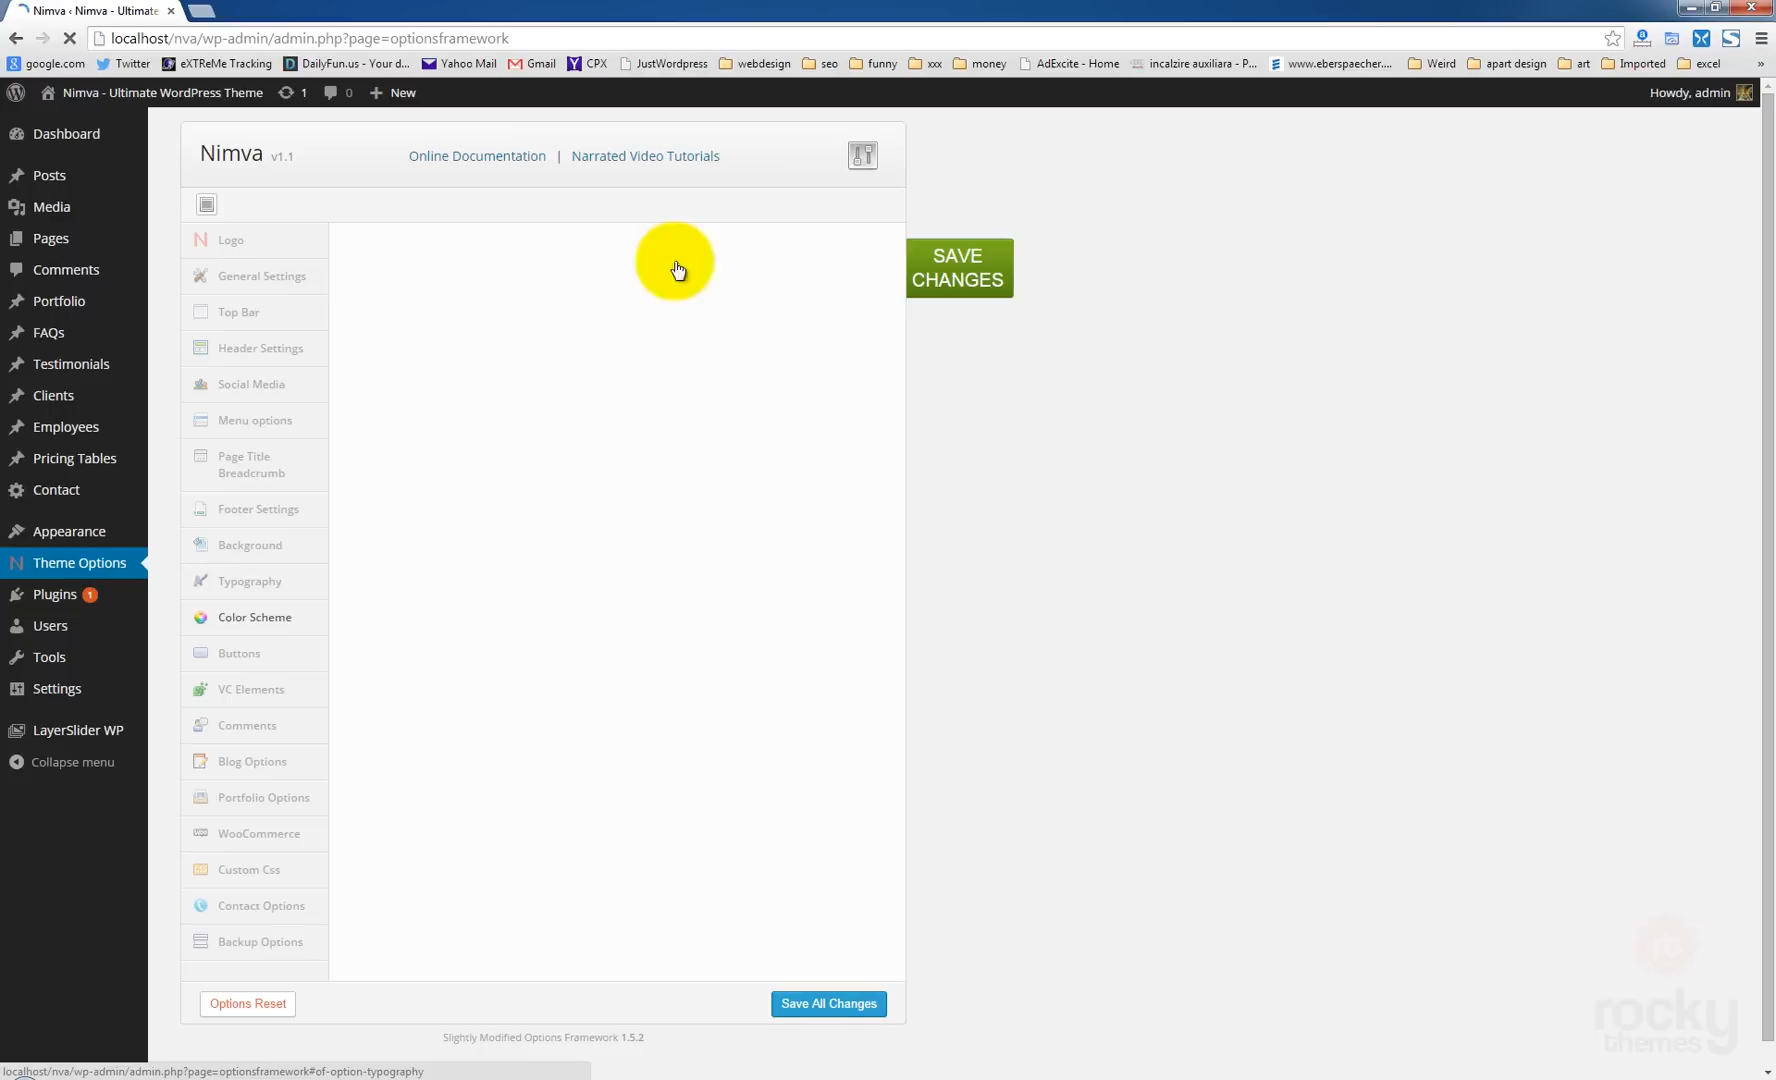 Nimva ‹ Nimva - Ultimate
localhost/nva/wp-admin/admin.php?page=optionsframework
google.com
Twitter
eXTReMe Tracking
DailyFun.us - Your d...
Yahoo Mail
Gmail
CPX
JustWordpress
webdesign
seo
funny
xxx
money
AdExcite - Home
incalzire auxiliara - P...
www.eberspaecher....
Weird
apart design
art
Imported
excel
»
Nimva - Ultimate WordPress Theme
1
0
New
Howdy, admin
Dashboard
Posts
Media
Pages
Comments
Portfolio
FAQs
Testimonials
Clients
Employees
Pricing Tables
Contact
Appearance
Theme Options
Plugins 1
Users
Tools
Settings
LayerSlider WP
Collapse menu
Nimva v1.1
Online Documentation | Narrated Video Tutorials
Logo
General Settings
Top Bar
Header Settings
Social Media
Menu options
Page Title
Breadcrumb
Footer Settings
Background
Typography
Color Scheme
Buttons
VC Elements
Comments
Blog Options
Portfolio Options
WooCommerce
Custom Css
Contact Options
Backup Options
SAVE
CHANGES
Options Reset
Save All Changes
Slightly Modified Options Framework 1.5.2
rocky
themes
localhost/nva/wp-admin/admin.php?page=optionsframework#of-option-typography